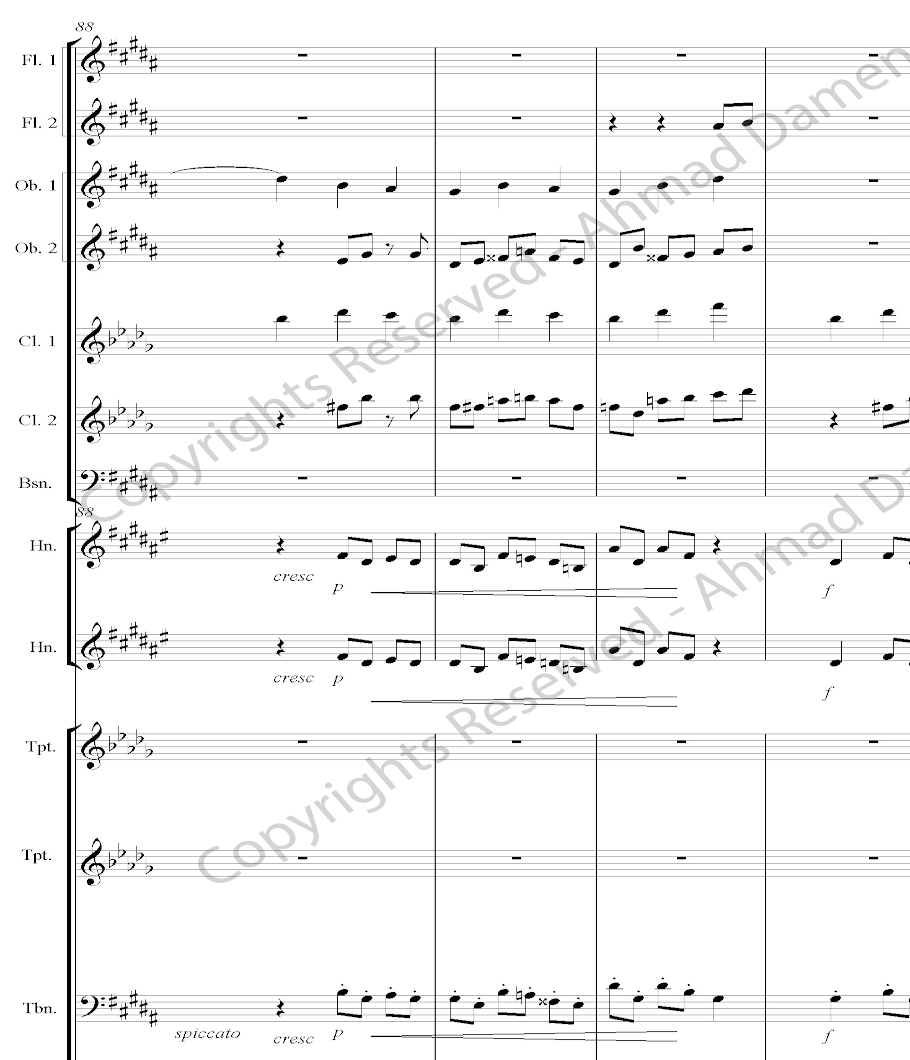 88
Fl. 1
Fl. 2
Ob. 1
Ob. 2
Cl. 1
Cl. 2
Bsn.
88
Hn.
cresc p f
Hn.
cresc p f
Tpt.
Tpt.
Tbn.
spiccato cresc p f
Copyrights Reserved - Ahmad Damen
Copyrights Reserved - Ahmad Da